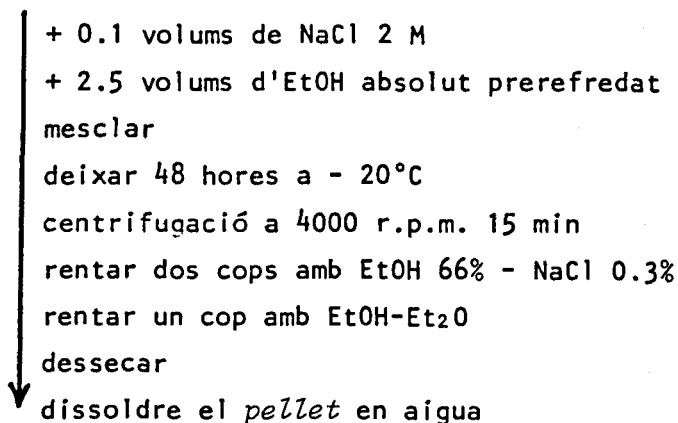 + 0.1 volums de NaCl 2 M
+ 2.5 volums d'EtOH absolut prerefredat
mesclar
deixar 48 hores a - 20°C
centrifugació a 4000 r.p.m. 15 min
rentar dos cops amb EtOH 66% - NaCl 0.3%
rentar un cop amb EtOH-Et₂O
dessecar
dissoldre el pellet en aigua